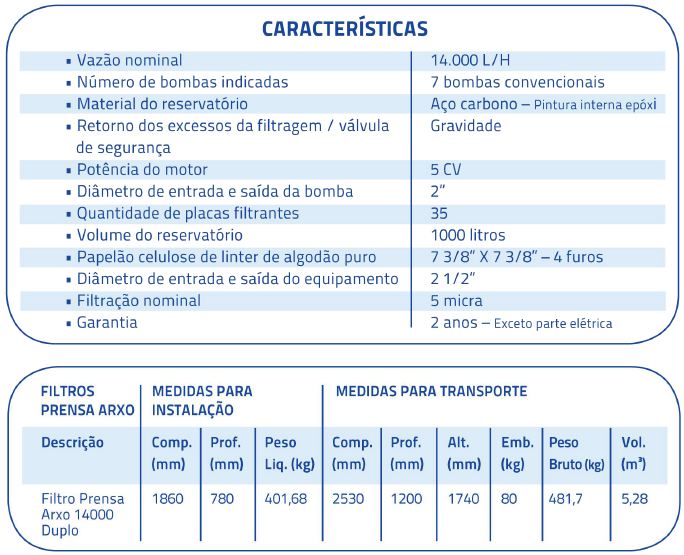 CARACTERÍSTICAS
▪ Vazão nominal 14.000 L/H
▪ Número de bombas indicadas 7 bombas convencionais
▪ Material do reservatório Aço carbono – Pintura interna epóxi
▪ Retorno dos excessos da filtragem / válvula Gravidade
de segurança
▪ Potência do motor 5 CV
▪ Diâmetro de entrada e saída da bomba 2"
▪ Quantidade de placas filtrantes 35
▪ Volume do reservatório 1000 litros
▪ Papelão celulose de linter de algodão puro 7 3/8" X 7 3/8" – 4 furos
▪ Diâmetro de entrada e saída do equipamento 2 1/2"
▪ Filtração nominal 5 micra
▪ Garantia 2 anos – Exceto parte elétrica
FILTROS MEDIDAS PARA MEDIDAS PARA TRANSPORTE
PRENSA ARXO INSTALAÇÃO
Descrição Comp. Prof. Peso Comp. Prof. Alt. Emb. Peso Vol.
(mm) (mm) Liq. (kg) (mm) (mm) (mm) (kg) Bruto (kg) (m³)
Filtro Prensa 1860 780 401,68 2530 1200 1740 80 481,7 5,28
Arxo 14000
Duplo